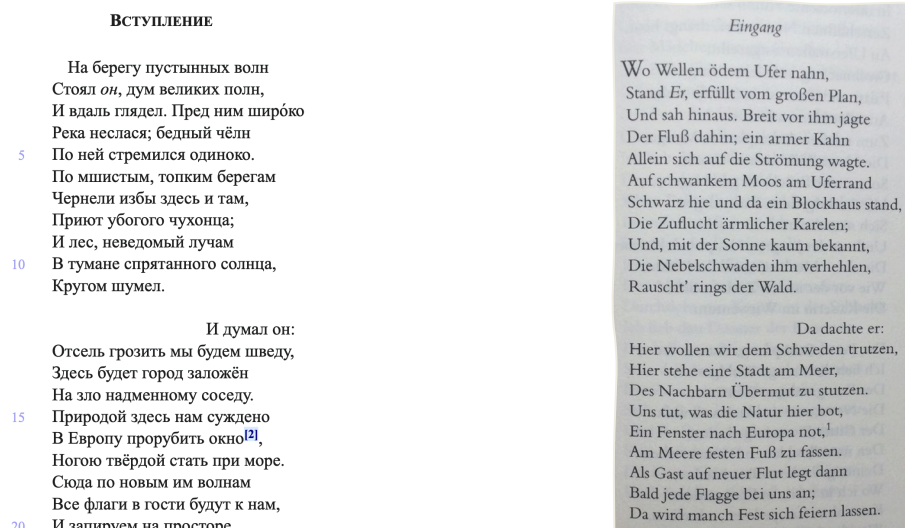 Вступление
На берегу пустынных волн
Стоял он, дум великих полн,
И вдаль глядел. Пред ним широ́ко
Река неслася; бедный чёлн
5 По ней стремился одиноко.
По мшистым, топким берегам
Чернели избы здесь и там,
Приют убогого чухонца;
И лес, неведомый лучам
10 В тумане спрятанного солнца,
Кругом шумел.
И думал он:
Отсель грозить мы будем шведу,
Здесь будет город заложён
На зло надменному соседу.
15 Природой здесь нам суждено
В Европу прорубить окно[2],
Ногою твёрдой стать при море.
Сюда по новым им волнам
Все флаги в гости будут к нам,
20 И запируем на просторе
Eingang
Wo Wellen ödem Ufer nahn,
Stand Er, erfüllt vom großen Plan,
Und sah hinaus. Breit vor ihm jagte
Der Fluß dahin; ein armer Kahn
Allein sich auf die Strömung wagte.
Auf schwankem Moos am Uferrand
Schwarz hie und da ein Blockhaus stand,
Die Zuflucht ärmlicher Karelen;
Und, mit der Sonne kaum bekannt,
Die Nebelschwaden ihm verhehlen,
Rauscht’ rings der Wald.
Da dachte er:
Hier wollen wir dem Schweden trutzen,
Hier stehe eine Stadt am Meer,
Des Nachbarn Übermut zu stutzen.
Uns tut, was die Natur hier bot,
Ein Fenster nach Europa not,1
Am Meere festen Fuß zu fassen.
Als Gast auf neuer Flut legt dann
Bald jede Flagge bei uns an;
Da wird manch Fest sich feiern lassen.